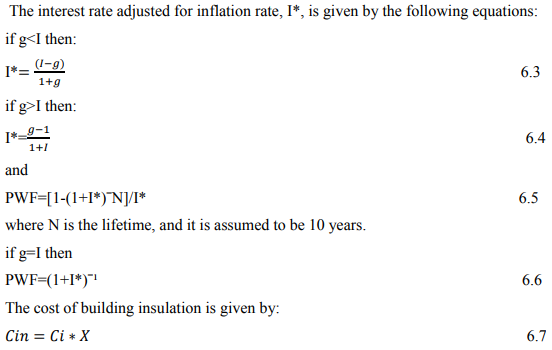 The interest rate adjusted for inflation rate, I*, is given by the following equations:
if g<I then:
I*= (I−g)/1+g 6.3
if g>I then:
I*=g−1/1+I 6.4
and
PWF=[1-(1+I*)⁻N]/I* 6.5
where N is the lifetime, and it is assumed to be 10 years.
if g=I then
PWF=(1+I*)⁻¹ 6.6
The cost of building insulation is given by:
Cin = Ci ∗ X 6.7